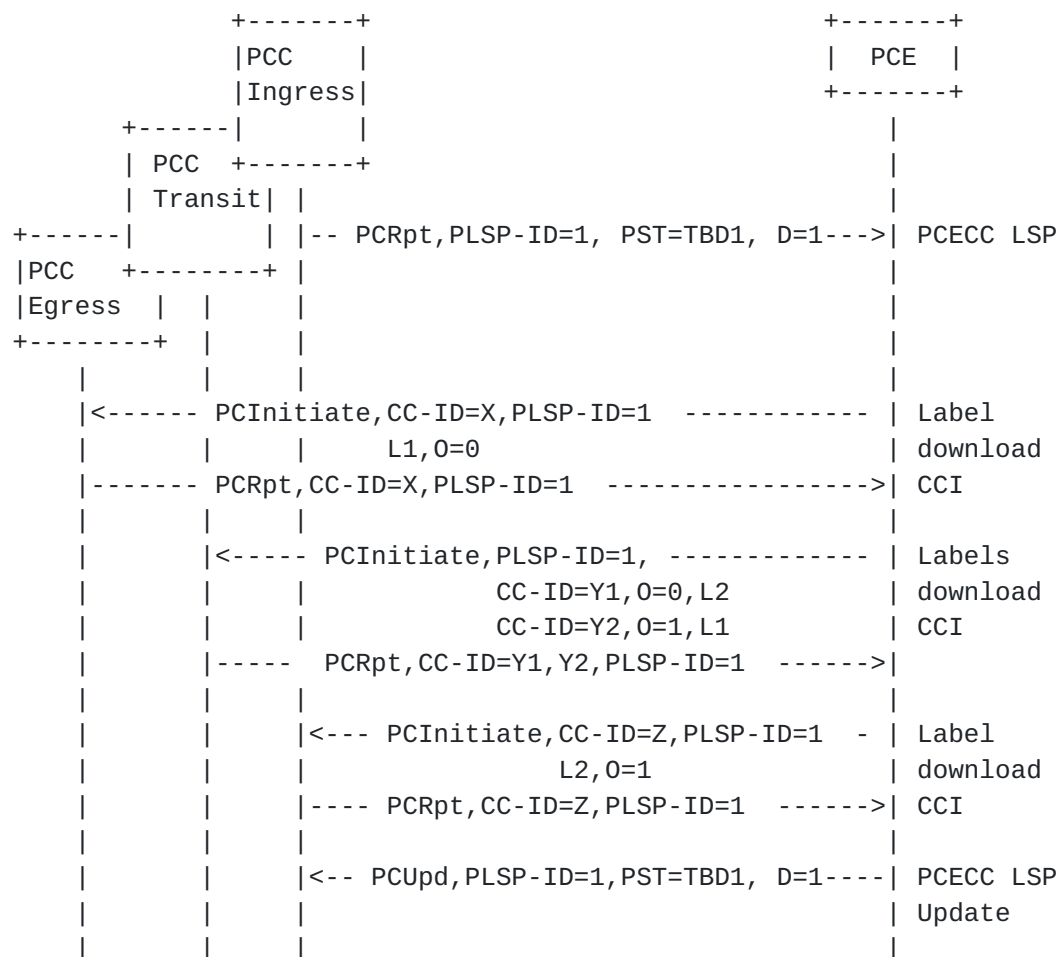 PCC PCE
Ingress
PCC
Transit
-- PCRpt,PLSP-ID=1, PST=TBD1, D=1---> PCECC LSP
PCC
Egress
<------ PCInitiate,CC-ID=X,PLSP-ID=1 ------------ Label
L1,O=0 download
------- PCRpt,CC-ID=X,PLSP-ID=1 -----------------> CCI
<----- PCInitiate,PLSP-ID=1, ------------- Labels
CC-ID=Y1,O=0,L2 download
CC-ID=Y2,O=1,L1 CCI
----- PCRpt,CC-ID=Y1,Y2,PLSP-ID=1 ------>
<--- PCInitiate,CC-ID=Z,PLSP-ID=1 - Label
L2,O=1 download
---- PCRpt,CC-ID=Z,PLSP-ID=1 ------> CCI
<-- PCUpd,PLSP-ID=1,PST=TBD1, D=1---- PCECC LSP
Update